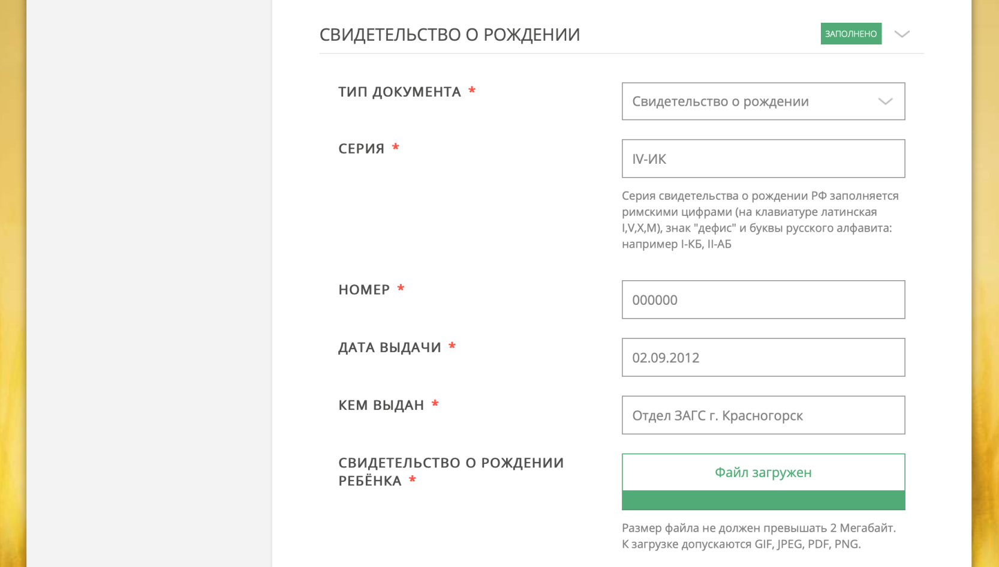 СВИДЕТЕЛЬСТВО О РОЖДЕНИИ
ЗАПОЛНЕНО
ТИП ДОКУМЕНТА *
Свидетельство о рождении
СЕРИЯ *
IV-ИК
Серия свидетельства о рождении РФ заполняется
римскими цифрами (на клавиатуре латинская
I,V,X,M), знак "дефис" и буквы русского алфавита:
например I-КБ, II-АБ
НОМЕР *
000000
ДАТА ВЫДАЧИ *
02.09.2012
КЕМ ВЫДАН *
Отдел ЗАГС г. Красногорск
СВИДЕТЕЛЬСТВО О РОЖДЕНИИ
РЕБЁНКА *
Файл загружен
Размер файла не должен превышать 2 Мегабайт.
К загрузке допускаются GIF, JPEG, PDF, PNG.